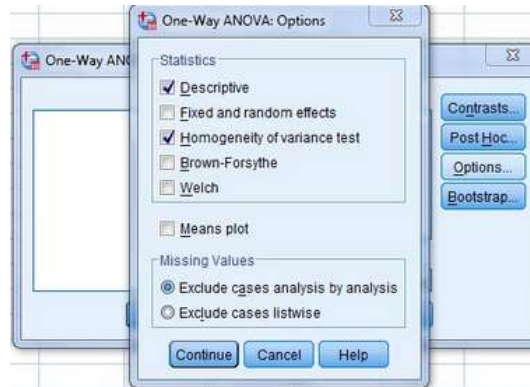 One-Way ANOVA: Options
One-Way ANO
Statistics
Descriptive
Fixed and random effects
Homogeneity of variance test
Brown-Forsythe
Welch
Means plot
Missing Values
Exclude cases analysis by analysis
Exclude cases listwise
Continue Cancel Help
Contrasts...
Post Hoc...
Options...
Bootstrap...